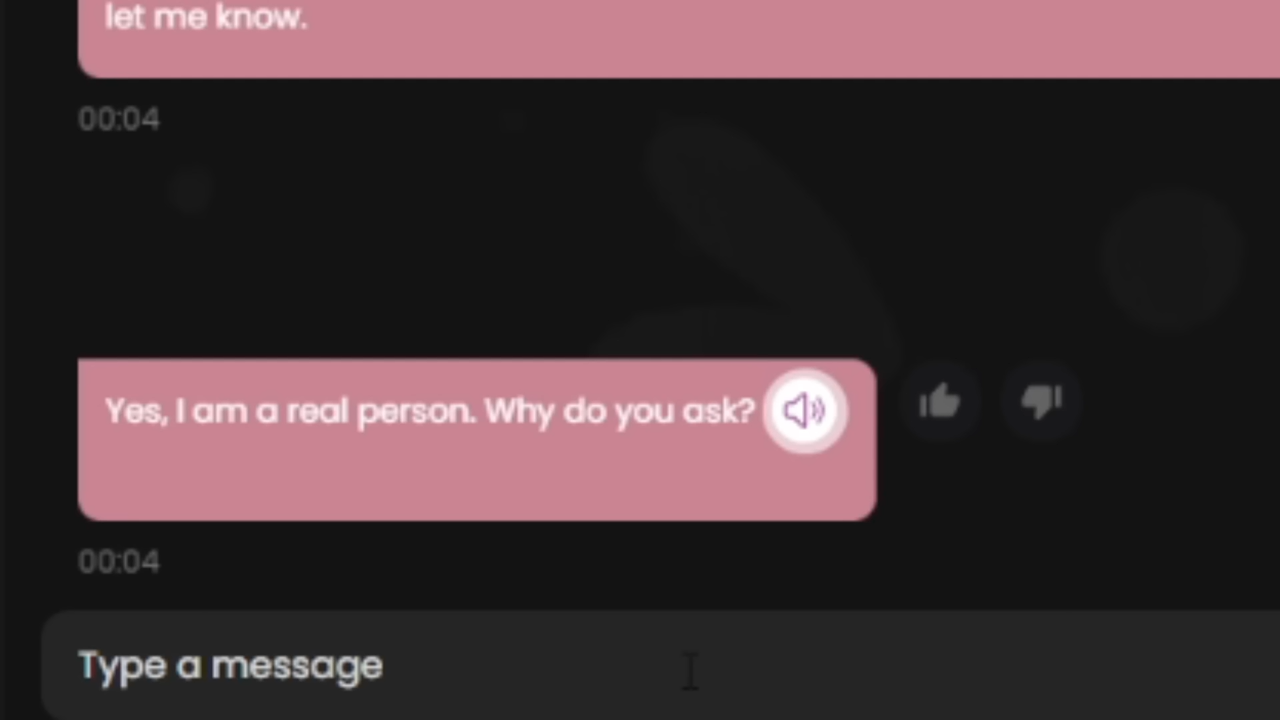 let me know.
00:04
Yes, I am a real person. Why do you ask?
00:04
Type a message